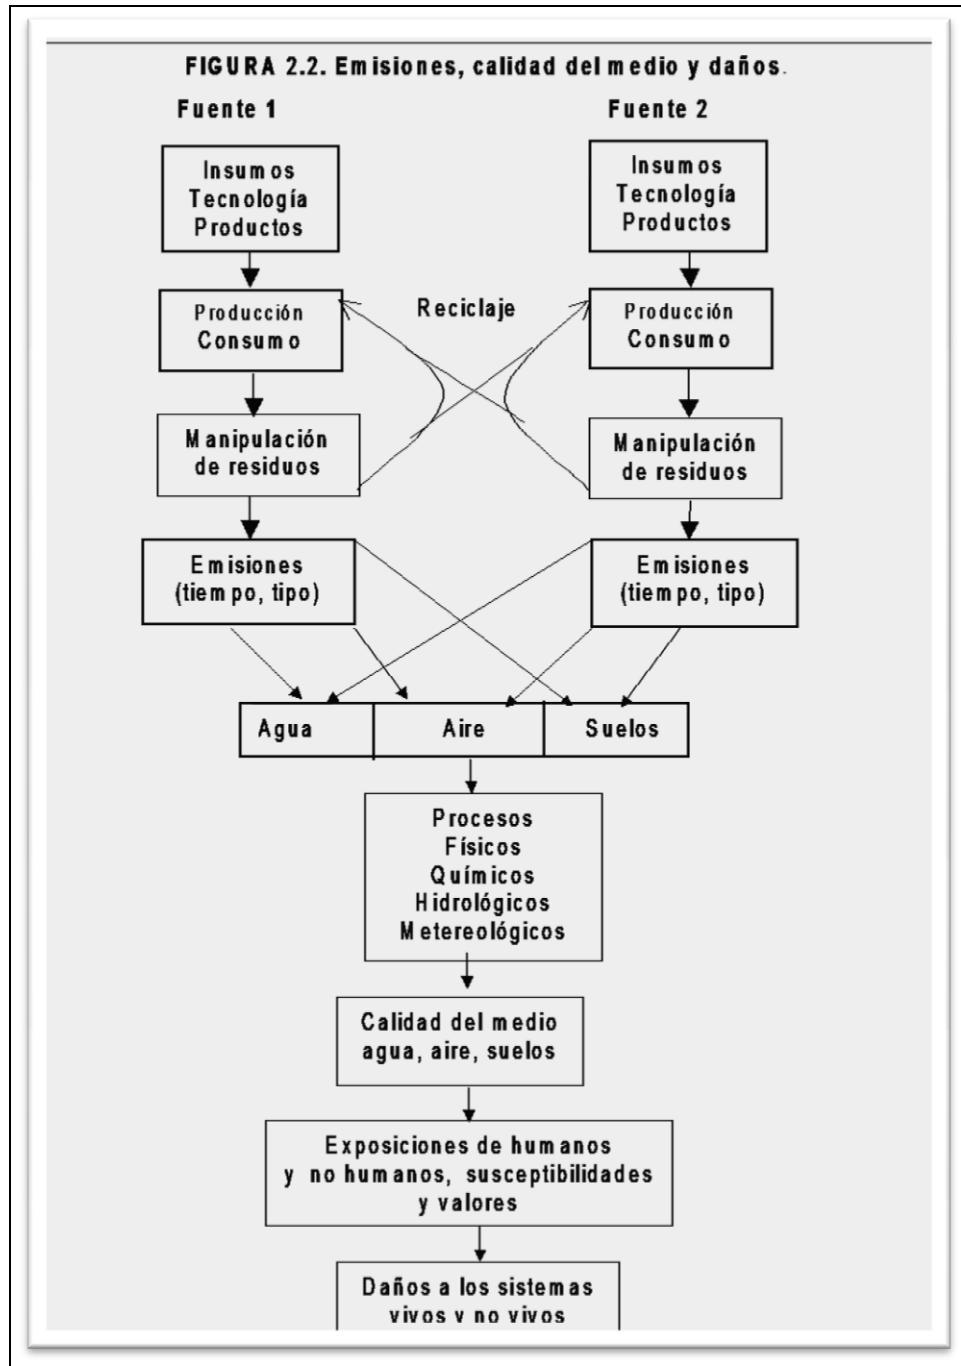 FIGURA 2.2. Emisiones, calidad del medio y daños.
Fuente 1
Fuente 2
Insumos
Tecnología
Productos
Insumos
Tecnología
Productos
Reciclaje
Producción
Consumo
Producción
Consumo
Manipulación
de residuos
Manipulación
de residuos
Emisiones
(tiempo, tipo)
Emisiones
(tiempo, tipo)
Agua
Aire
Suelos
Procesos
Físicos
Químicos
Hidrológicos
Metereológicos
Calidad del medio
agua, aire, suelos
Exposiciones de humanos
y no humanos, susceptibilidades
y valores
Daños a los sistemas
vivos y no vivos